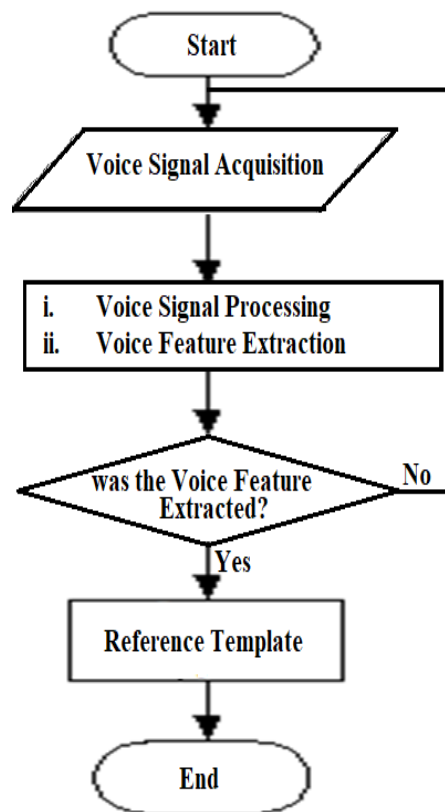 Start
Voice Signal Acquisition
i. Voice Signal Processing
ii. Voice Feature Extraction
was the Voice Feature
Extracted?
No
Yes
Reference Template
End